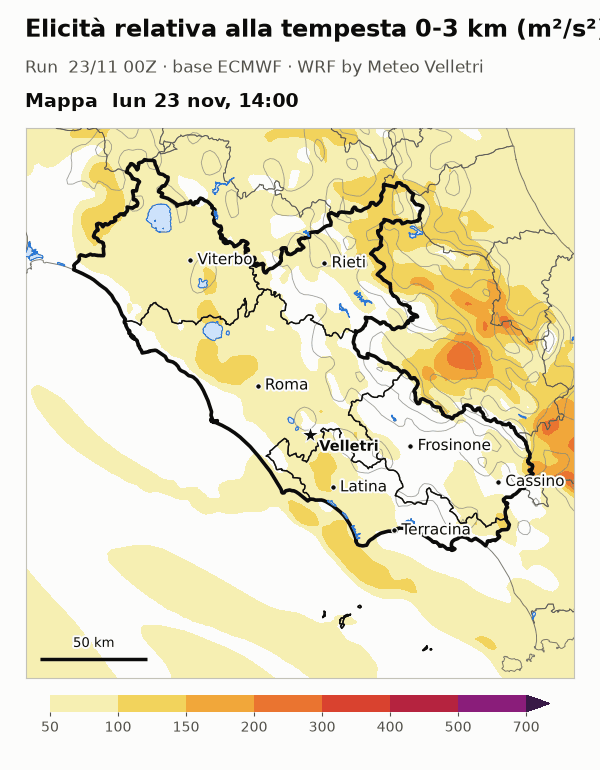 Elicità relativa alla tempesta 0-3 km (m²/s²)
Run 23/11 00Z · base ECMWF · WRF by Meteo Velletri
Mappa lun 23 nov, 14:00
Viterbo
Rieti
Roma
Velletri
Frosinone
Latina
Cassino
Terracina
50 km
50 100 150 200 300 400 500 700